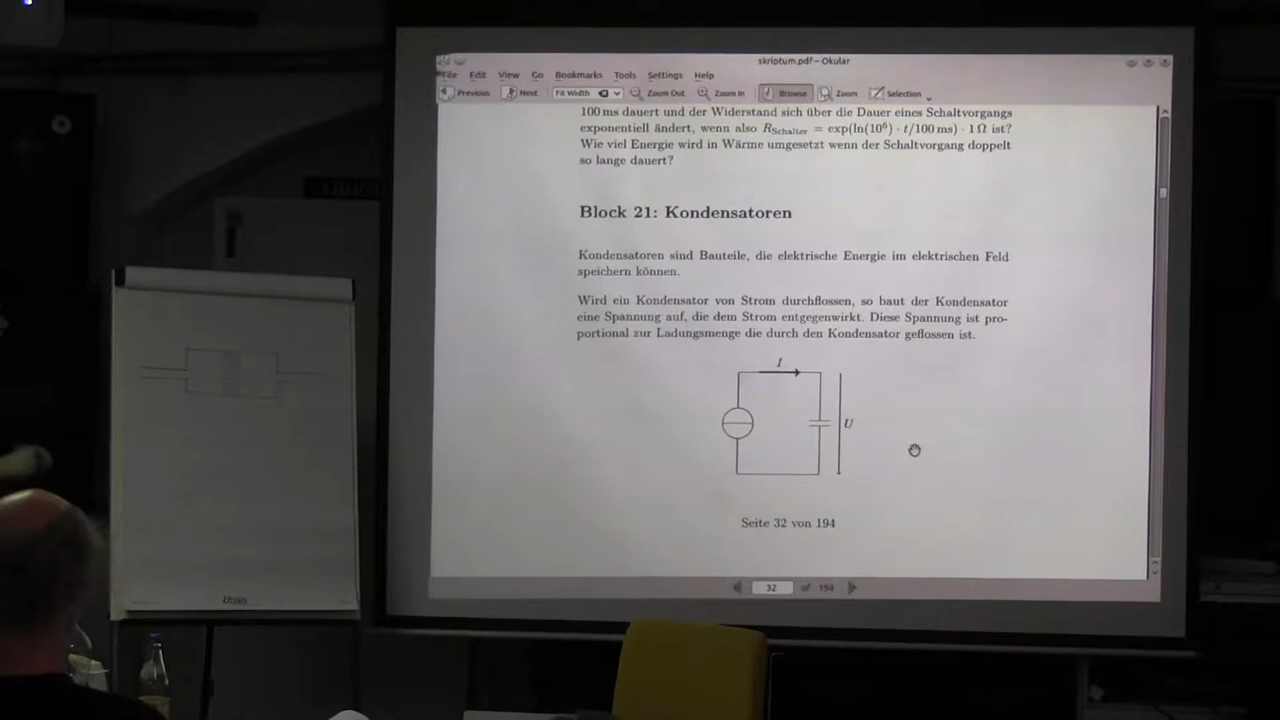 skriptum.pdf – Okular
File Edit View Go Bookmarks Tools Settings Help
Previous Next Fit Width Zoom Out Zoom In Browse Zoom Selection
100 ms dauert und der Widerstand sich über die Dauer eines Schaltvorgangs
exponentiell ändert, wenn also R_Schalter = exp(ln(10⁶) · t/100 ms) · 1 Ω ist?
Wie viel Energie wird in Wärme umgesetzt wenn der Schaltvorgang doppelt
so lange dauert?
Block 21: Kondensatoren
Kondensatoren sind Bauteile, die elektrische Energie im elektrischen Feld
speichern können.
Wird ein Kondensator von Strom durchflossen, so baut der Kondensator
eine Spannung auf, die dem Strom entgegenwirkt. Diese Spannung ist pro-
portional zur Ladungsmenge die durch den Kondensator geflossen ist.
I
U
Seite 32 von 194
32 of 194